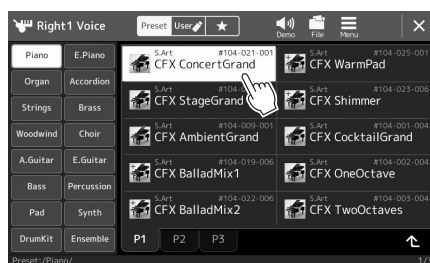 Right1 Voice
Preset User
Demo File Menu
Piano E.Piano
Organ Accordion
Strings Brass
Woodwind Choir
A.Guitar E.Guitar
Bass Percussion
Pad Synth
DrumKit Ensemble
S.Art #104-021-001
CFX ConcertGrand
S.Art #104-025-001
CFX WarmPad
S.Art
CFX StageGrand
S.Art #104-023-006
CFX Shimmer
S.Art #104-009-001
CFX AmbientGrand
S.Art #104-001-004
CFX CocktailGrand
S.Art #104-019-006
CFX BalladMix1
S.Art #104-002-004
CFX OneOctave
S.Art #104-022-006
CFX BalladMix2
S.Art #104-003-004
CFX TwoOctaves
P1 P2 P3
Preset:/Piano/